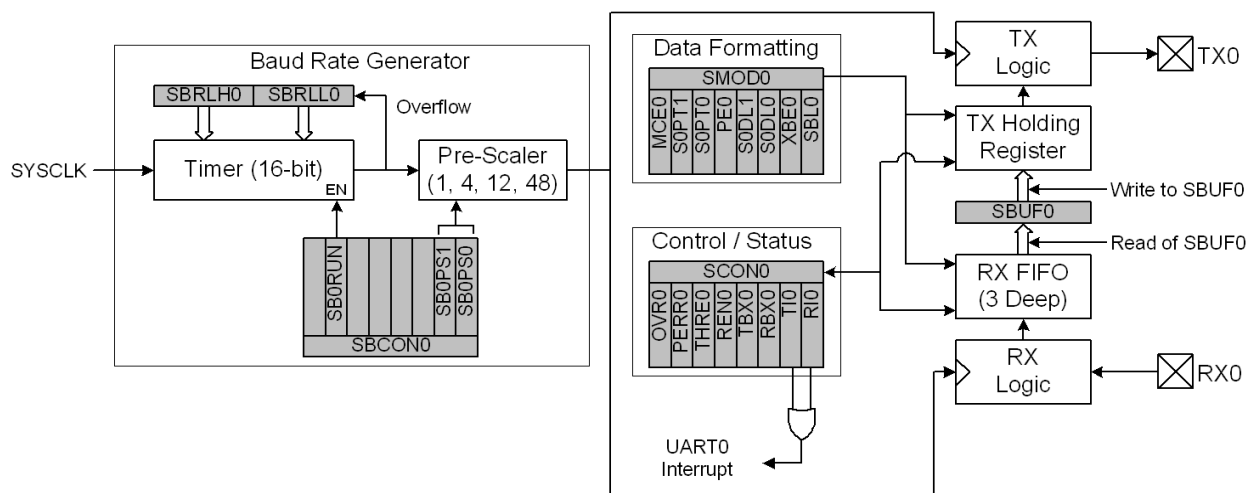 Baud Rate Generator
SBRLH0 SBRLL0
Overflow
SYSCLK
Timer (16-bit)
EN
Pre-Scaler
(1, 4, 12, 48)
SB0RUN
SB0PS1
SB0PS0
SBCON0
Data Formatting
SMOD0
MCE0
S0PT1
S0PT0
PE0
S0DL1
S0DL0
XBE0
SBL0
Control / Status
SCON0
OVR0
PERR0
THRE0
REN0
TBX0
RBX0
TI0
RI0
UART0
Interrupt
TX
Logic
TX0
TX Holding
Register
Write to SBUF0
SBUF0
Read of SBUF0
RX FIFO
(3 Deep)
RX
Logic
RX0